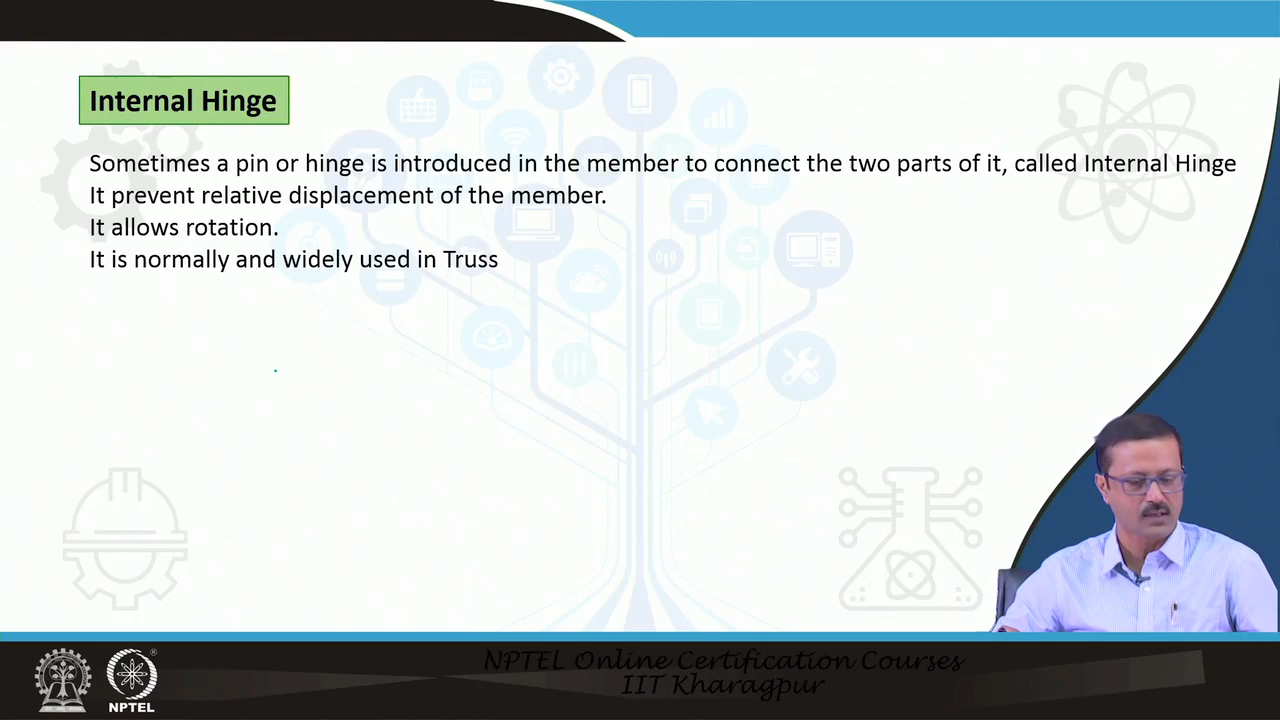 Internal Hinge
Sometimes a pin or hinge is introduced in the member to connect the two parts of it, called Internal Hinge
It prevent relative displacement of the member.
It allows rotation.
It is normally and widely used in Truss
NPTEL Online Certification Courses
IIT Kharagpur
®
NPTEL